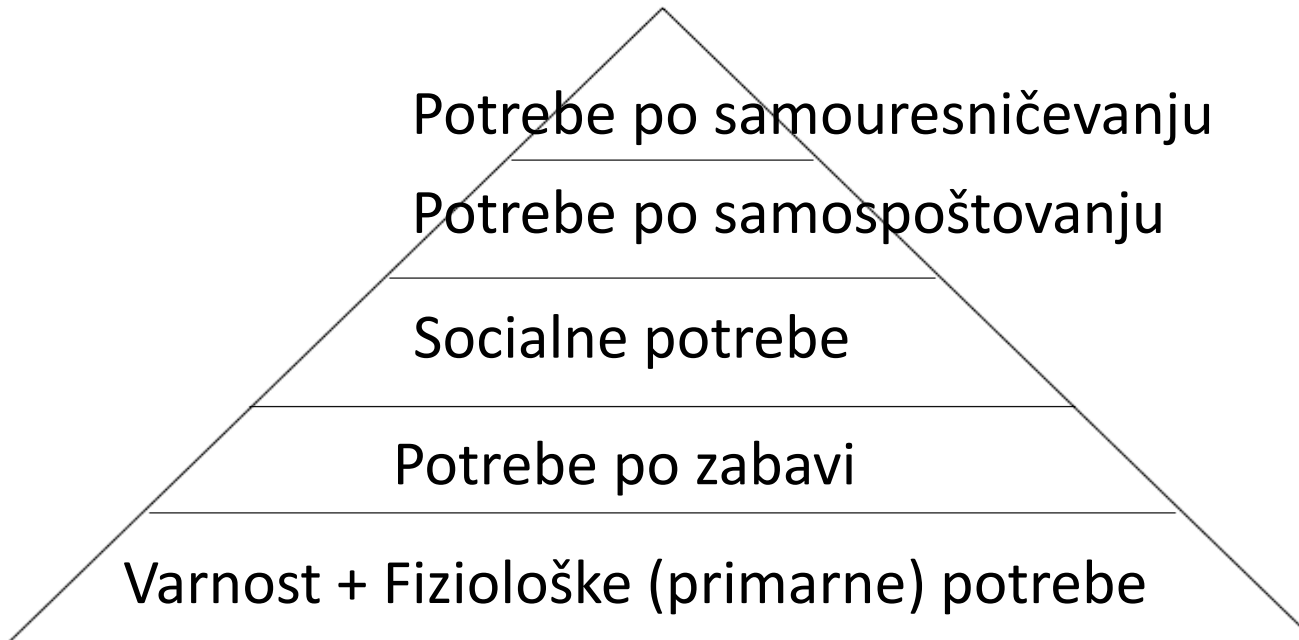 Potrebe po samouresničevanju
Potrebe po samospoštovanju
Socialne potrebe
Potrebe po zabavi
Varnost + Fiziološke (primarne) potrebe